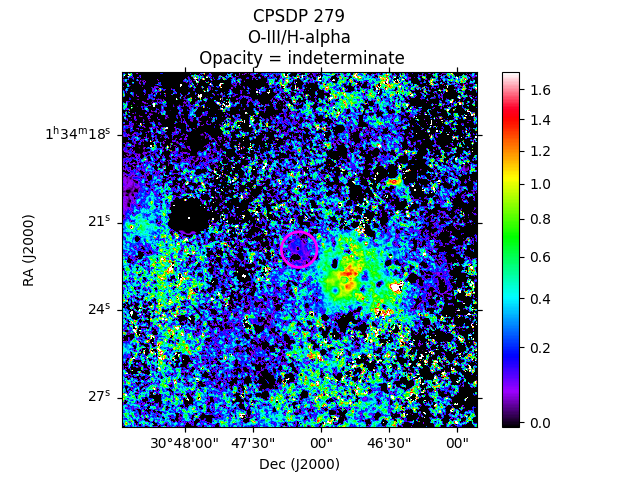 CPSDP 279
O-III/H-alpha
Opacity = indeterminate
1h34m18s
21s
24s
27s
RA (J2000)
30°48'00" 47'30" 00" 46'30" 00"
Dec (J2000)
1.6
1.4
1.2
1.0
0.8
0.6
0.4
0.2
0.0